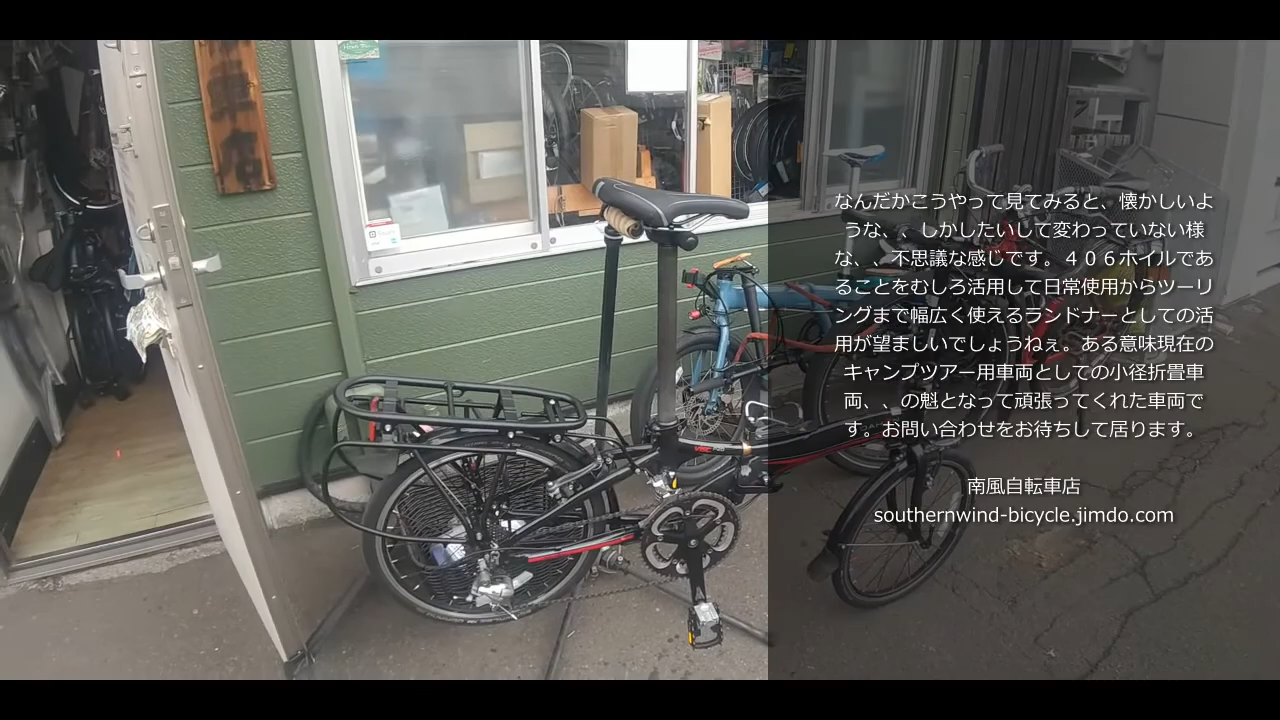 車店
なんだかこうやって見てみると、懐かしいよ
うな、、しかしたいして変わっていない様
な、、不思議な感じです。４０６ホイルであ
ることをむしろ活用して日常使用からツーリ
ングまで幅広く使えるランドナーとしての活
用が望ましいでしょうねぇ。ある意味現在の
キャンプツアー用車両としての小径折畳車
両、、の魁となって頑張ってくれた車両で
す。お問い合わせをお待ちして居ります。
南風自転車店
southernwind-bicycle.jimdo.com